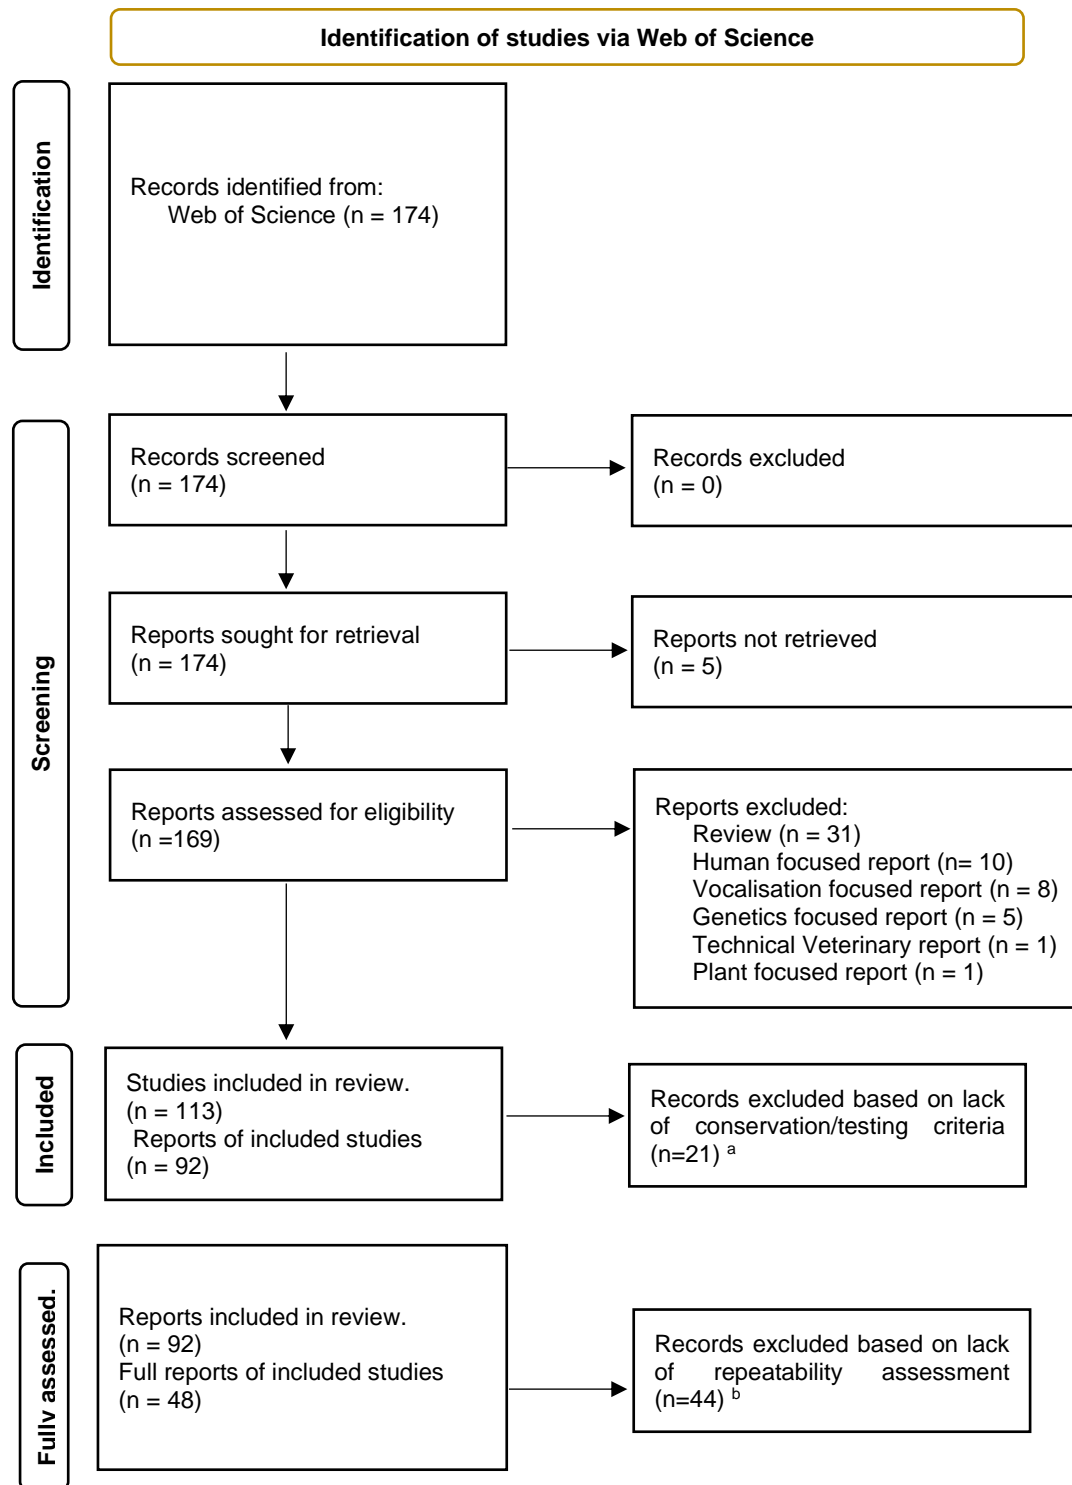 Identification of studies via Web of Science
Identification
Records identified from:
Web of Science (n = 174)
Screening
Records screened
(n = 174)
Records excluded
(n = 0)
Reports sought for retrieval
(n = 174)
Reports not retrieved
(n = 5)
Reports assessed for eligibility
(n =169)
Reports excluded:
Review (n = 31)
Human focused report (n= 10)
Vocalisation focused report (n = 8)
Genetics focused report (n = 5)
Technical Veterinary report (n = 1)
Plant focused report (n = 1)
Included
Studies included in review.
(n = 113)
Reports of included studies
(n = 92)
Records excluded based on lack
of conservation/testing criteria
(n=21) a
Fully assessed.
Reports included in review.
(n = 92)
Full reports of included studies
(n = 48)
Records excluded based on lack
of repeatability assessment
(n=44) b